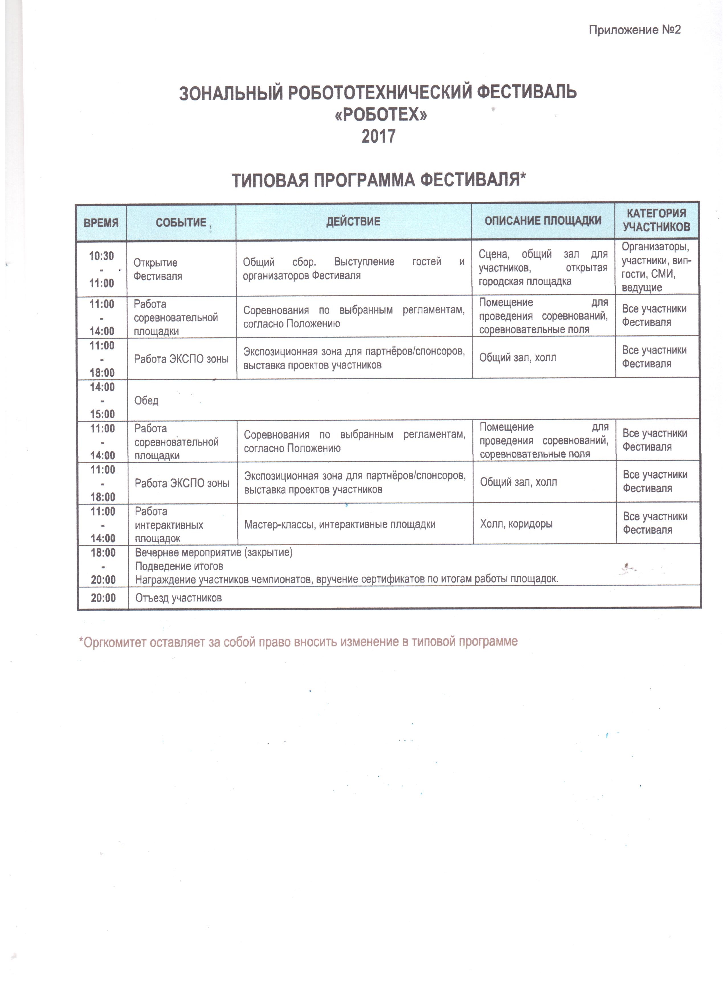 Приложение №2
ЗОНАЛЬНЫЙ РОБОТОТЕХНИЧЕСКИЙ ФЕСТИВАЛЬ
«РОБОТЕХ»
2017
ТИПОВАЯ ПРОГРАММА ФЕСТИВАЛЯ*
ВРЕМЯ
СОБЫТИЕ
ДЕЙСТВИЕ
ОПИСАНИЕ ПЛОЩАДКИ
КАТЕГОРИЯ
УЧАСТНИКОВ
10:30
-
11:00
Открытие
Фестиваля
Общий сбор. Выступление гостей и
организаторов Фестиваля
Сцена, общий зал для
участников, открытая
городская площадка
Организаторы,
участники, вип-
гости, СМИ,
ведущие
11:00
-
14:00
Работа
соревновательной
площадки
Соревнования по выбранным регламентам,
согласно Положению
Помещение для
проведения соревнований,
соревновательные поля
Все участники
Фестиваля
11:00
-
18:00
Работа ЭКСПО зоны
Экспозиционная зона для партнёров/спонсоров,
выставка проектов участников
Общий зал, холл
Все участники
Фестиваля
14:00
-
15:00
Обед
11:00
-
14:00
Работа
соревновательной
площадки
Соревнования по выбранным регламентам,
согласно Положению
Помещение для
проведения соревнований,
соревновательные поля
Все участники
Фестиваля
11:00
-
18:00
Работа ЭКСПО зоны
Экспозиционная зона для партнёров/спонсоров,
выставка проектов участников
Общий зал, холл
Все участники
Фестиваля
11:00
-
14:00
Работа
интерактивных
площадок
Мастер-классы, интерактивные площадки
Холл, коридоры
Все участники
Фестиваля
18:00
-
20:00
Вечернее мероприятие (закрытие)
Подведение итогов
Награждение участников чемпионатов, вручение сертификатов по итогам работы площадок.
20:00
Отъезд участников
*Оргкомитет оставляет за собой право вносить изменение в типовой программе